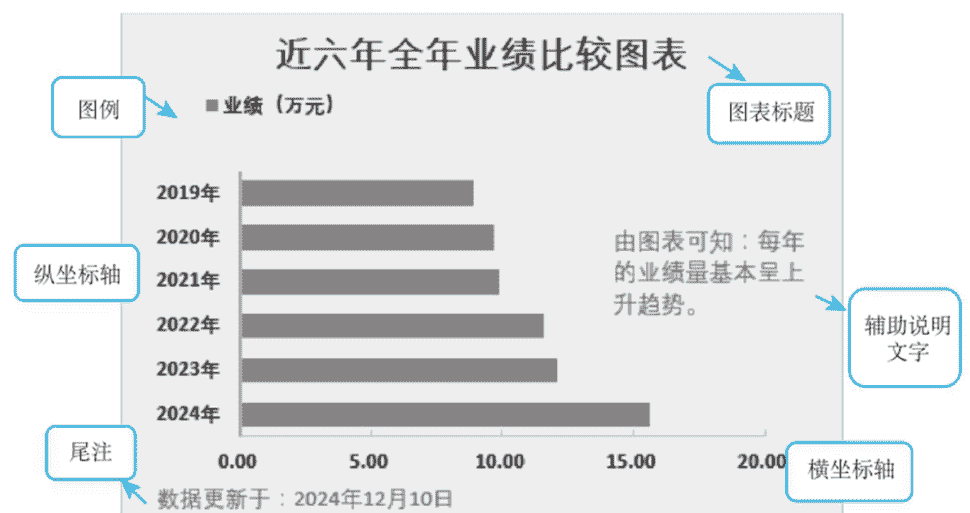 近六年全年业绩比较图表
图例
业绩（万元）
图表标题
2019年
2020年
由图表可知：每年
的业绩量基本呈上
升趋势。
纵坐标轴
2021年
2022年
辅助说明
文字
2023年
2024年
尾注
0.00 5.00 10.00 15.00 20.00
横坐标轴
数据更新于：2024年12月10日